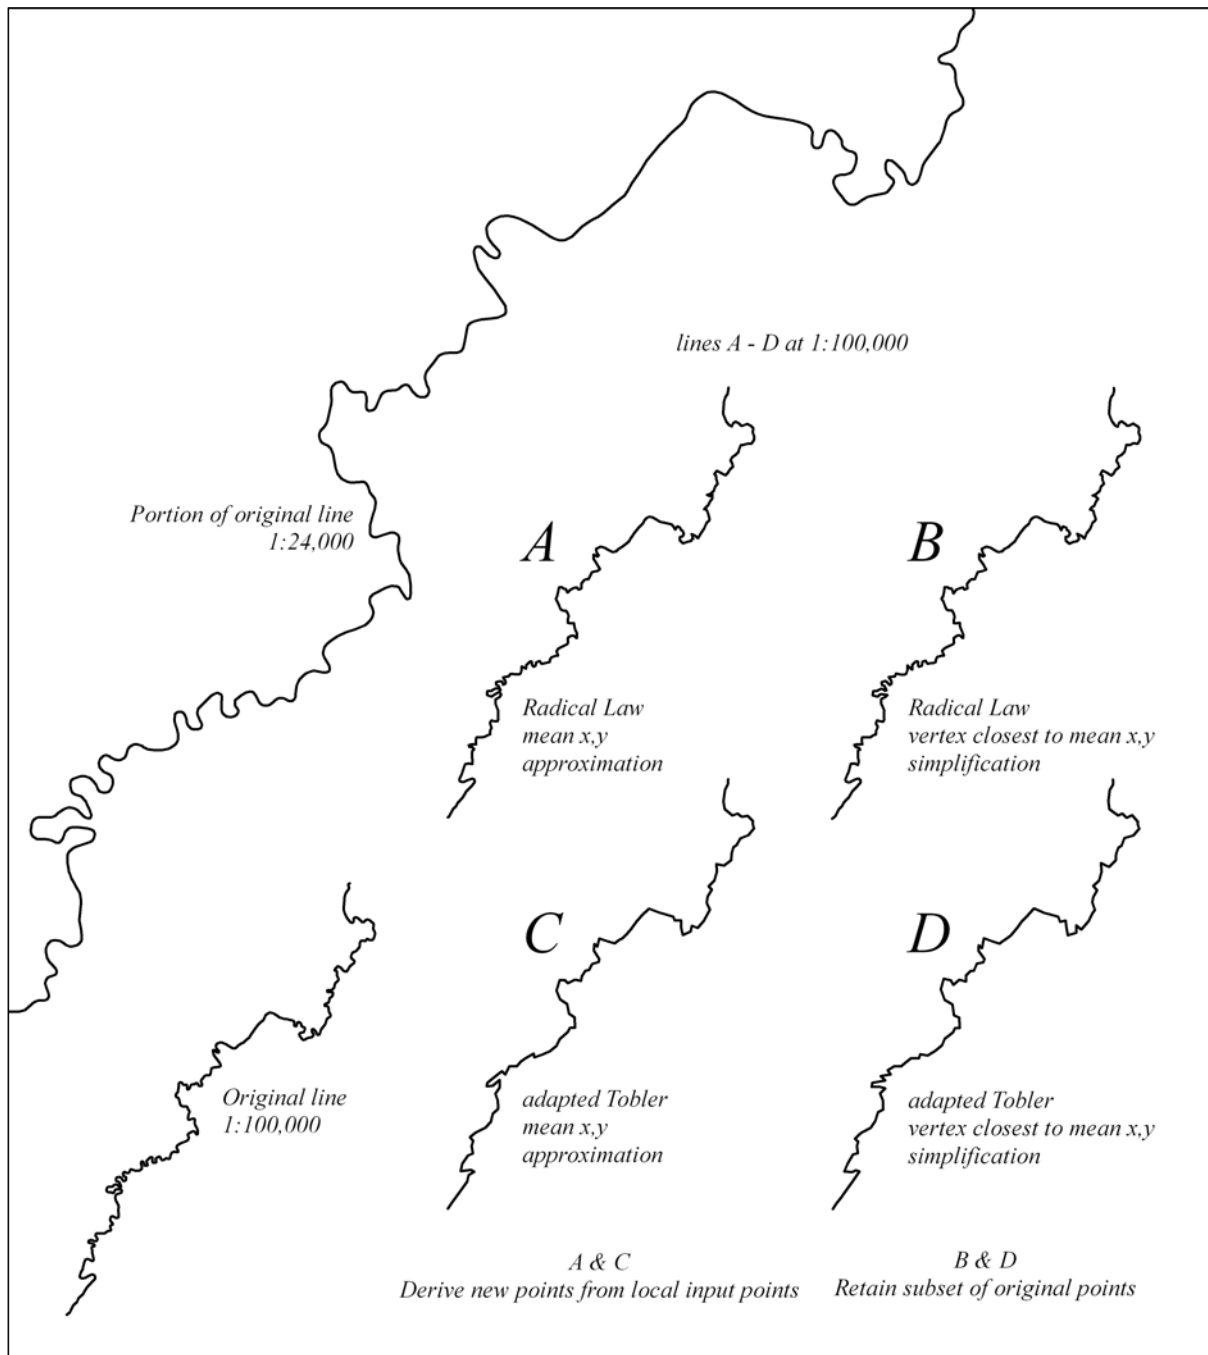 lines A - D at 1:100,000
Portion of original line
1:24,000
A
B
Radical Law
mean x,y
approximation
Radical Law
vertex closest to mean x,y
simplification
C
D
Original line
1:100,000
adapted Tobler
mean x,y
approximation
adapted Tobler
vertex closest to mean x,y
simplification
A & C
Derive new points from local input points
B & D
Retain subset of original points